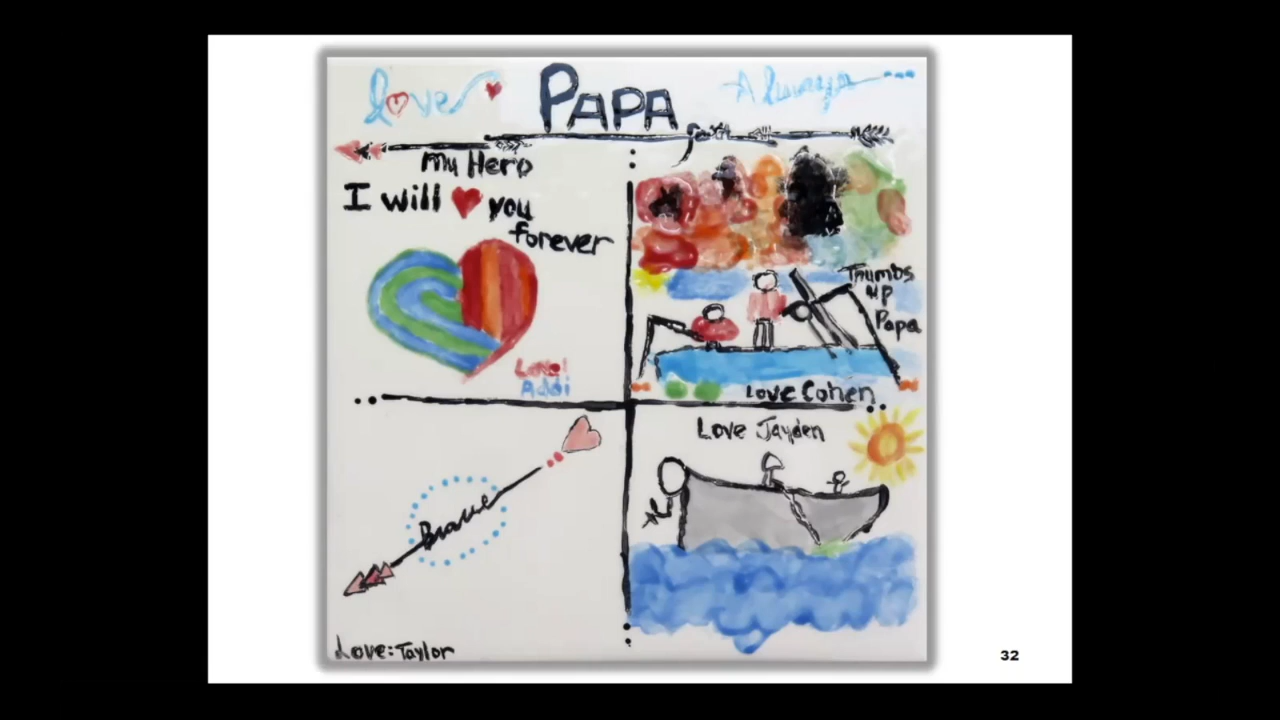 love PAPA Always
faith
my Hero
I will you
forever
Love!
Addi
Thumbs
up
Papa
Love Cohen
Brave
Love: Taylor
Love Jayden
32